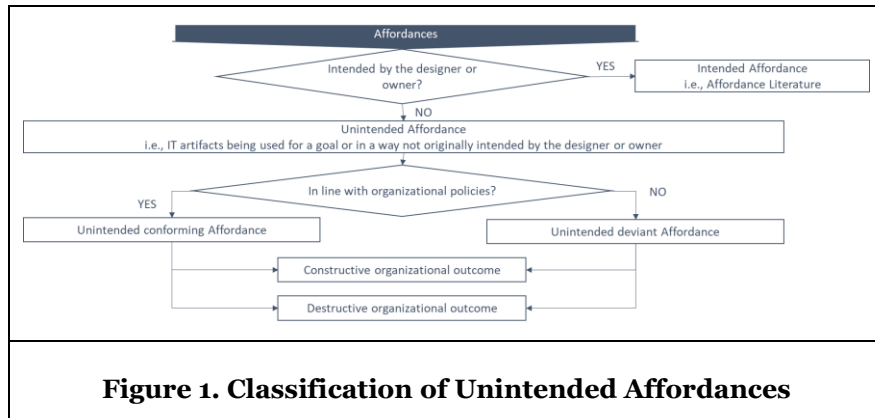 Affordances
Intended by the designer or
owner?
YES
Intended Affordance
i.e., Affordance Literature
NO
Unintended Affordance
i.e., IT artifacts being used for a goal or in a way not originally intended by the designer or owner
In line with organizational policies?
YES
NO
Unintended conforming Affordance
Unintended deviant Affordance
Constructive organizational outcome
Destructive organizational outcome
Figure 1. Classification of Unintended Affordances